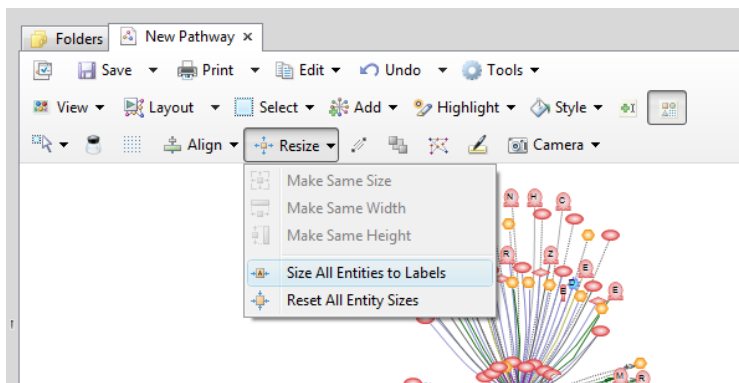 Folders New Pathway ×
Save Print Edit Undo Tools
View Layout Select Add Highlight Style
Align Resize Camera
Make Same Size
Make Same Width
Make Same Height
A Size All Entities to Labels
Reset All Entity Sizes
N H C
R Z E
E E
M R